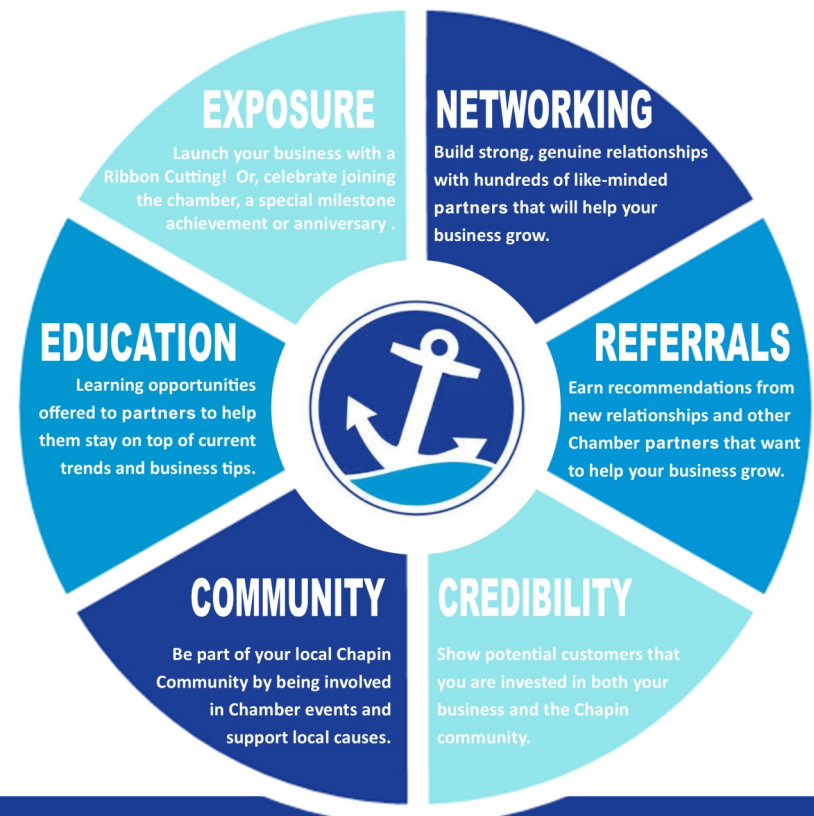 EXPOSURE
Launch your business with a
Ribbon Cutting!  Or, celebrate joining
the chamber, a special milestone
achievement or anniversary .
NETWORKING
Build strong, genuine relationships
with hundreds of like-minded
partners that will help your
business grow.
EDUCATION
Learning opportunities
offered to partners to help
them stay on top of current
trends and business tips.
REFERRALS
Earn recommendations from
new relationships and other
Chamber partners that want
to help your business grow.
COMMUNITY
Be part of your local Chapin
Community by being involved
in Chamber events and
support local causes.
CREDIBILITY
Show potential customers that
you are invested in both your
business and the Chapin
community.